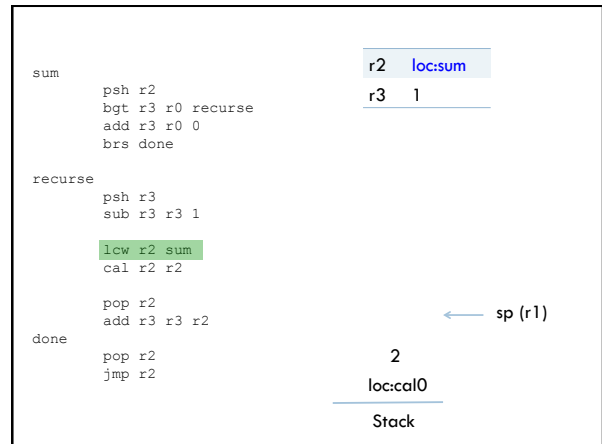 sum
psh r2
bgt r3 r0 recurse
add r3 r0 0
brs done
recurse
psh r3
sub r3 r3 1
lcw r2 sum
cal r2 r2
pop r2
add r3 r3 r2
done
pop r2
jmp r2
r2 loc:sum
r3 1
sp (r1)
2
loc:cal0
Stack